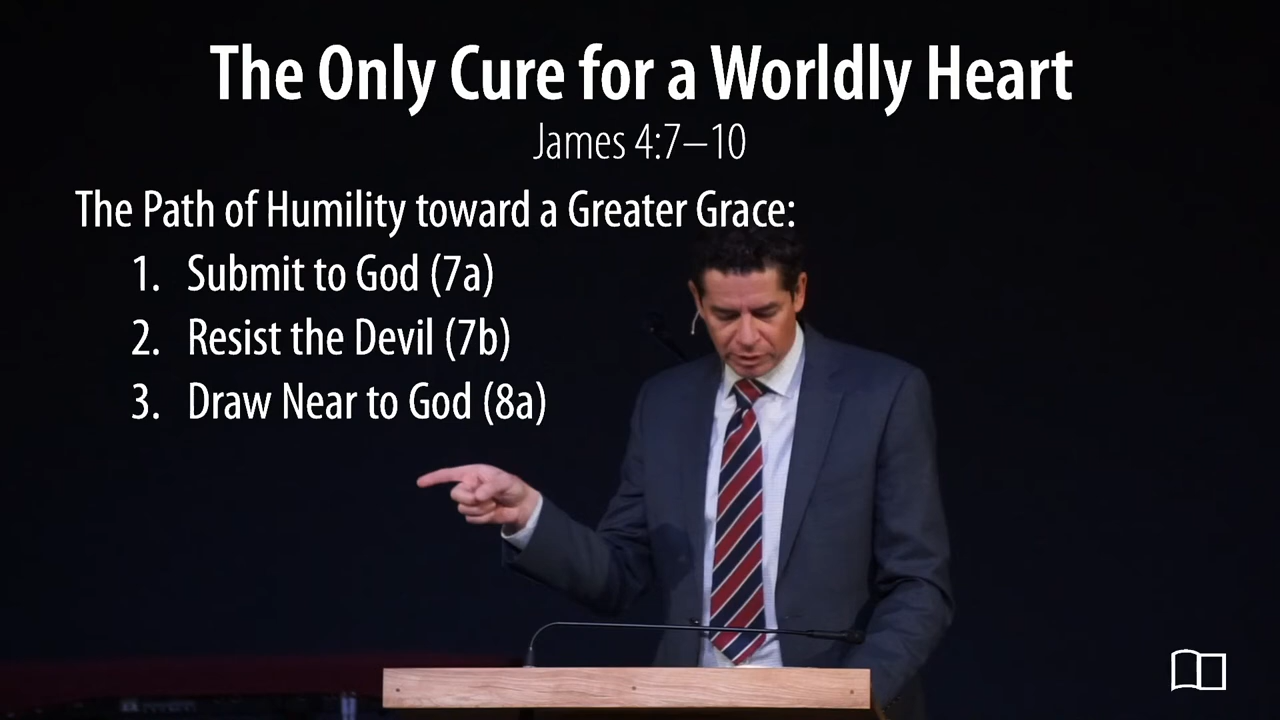 The Only Cure for a Worldly Heart
James 4:7–10
The Path of Humility toward a Greater Grace:
1. Submit to God (7a)
2. Resist the Devil (7b)
3. Draw Near to God (8a)